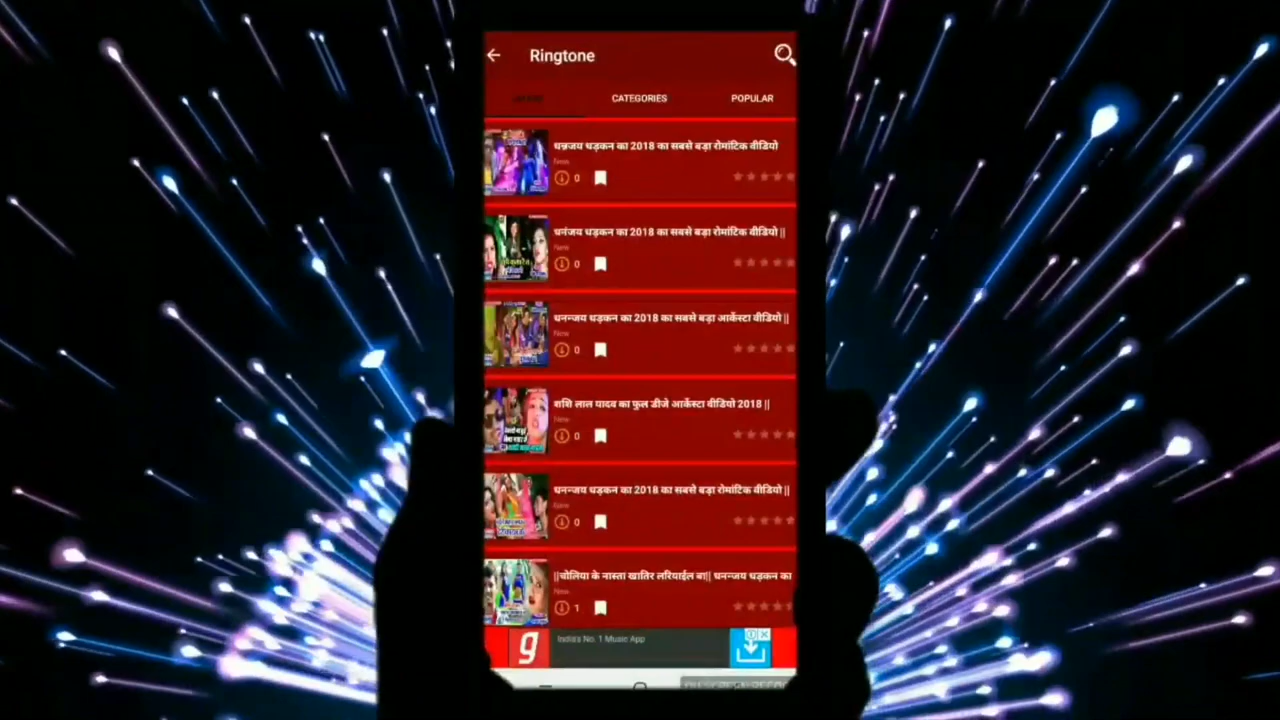 Ringtone
CATEGORIES
POPULAR
धन्नजय धड़कन का 2018 का सबसे बड़ा रोमांटिक वीडियो
New
0
धनंजय धड़कन का 2018 का सबसे बड़ा रोमांटिक वीडियो ||
New
0
धनन्जय धड़कन का 2018 का सबसे बड़ा आर्केस्टा वीडियो ||
New
0
शशि लाल यादव का फुल डीजे आर्केस्टा वीडियो 2018 ||
New
0
धनन्जय धड़कन का 2018 का सबसे बड़ा रोमांटिक वीडियो ||
New
0
||चोलिया के नास्ता खातिर लरियाईल बा|| धनन्जय धड़कन का
New
1
g
India's No. 1 Music App